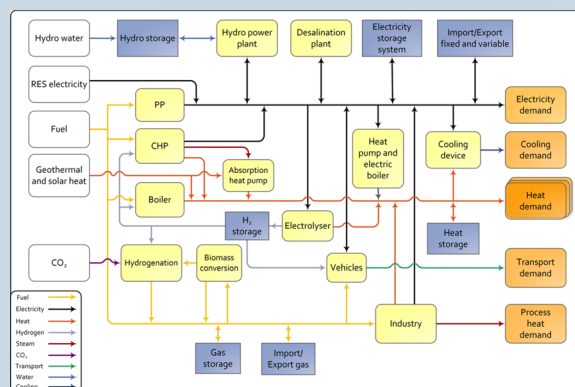 Hydro water
Hydro storage
Hydro power
plant
Desalination
plant
Electricity
storage
system
Import/Export
fixed and variable
RES electricity
PP
Electricity
demand
Fuel
CHP
Heat
pump and
electric
boiler
Cooling
device
Cooling
demand
Geothermal
and solar heat
Absorption
heat pump
Boiler
Heat
demand
H₂
storage
Electrolyser
Heat
storage
CO₂
Hydrogenation
Biomass
conversion
Vehicles
Transport
demand
Industry
Process
heat demand
Gas
storage
Import/
Export gas
Fuel
Electricity
Heat
Hydrogen
Steam
CO₂
Transport
Water
Cooling